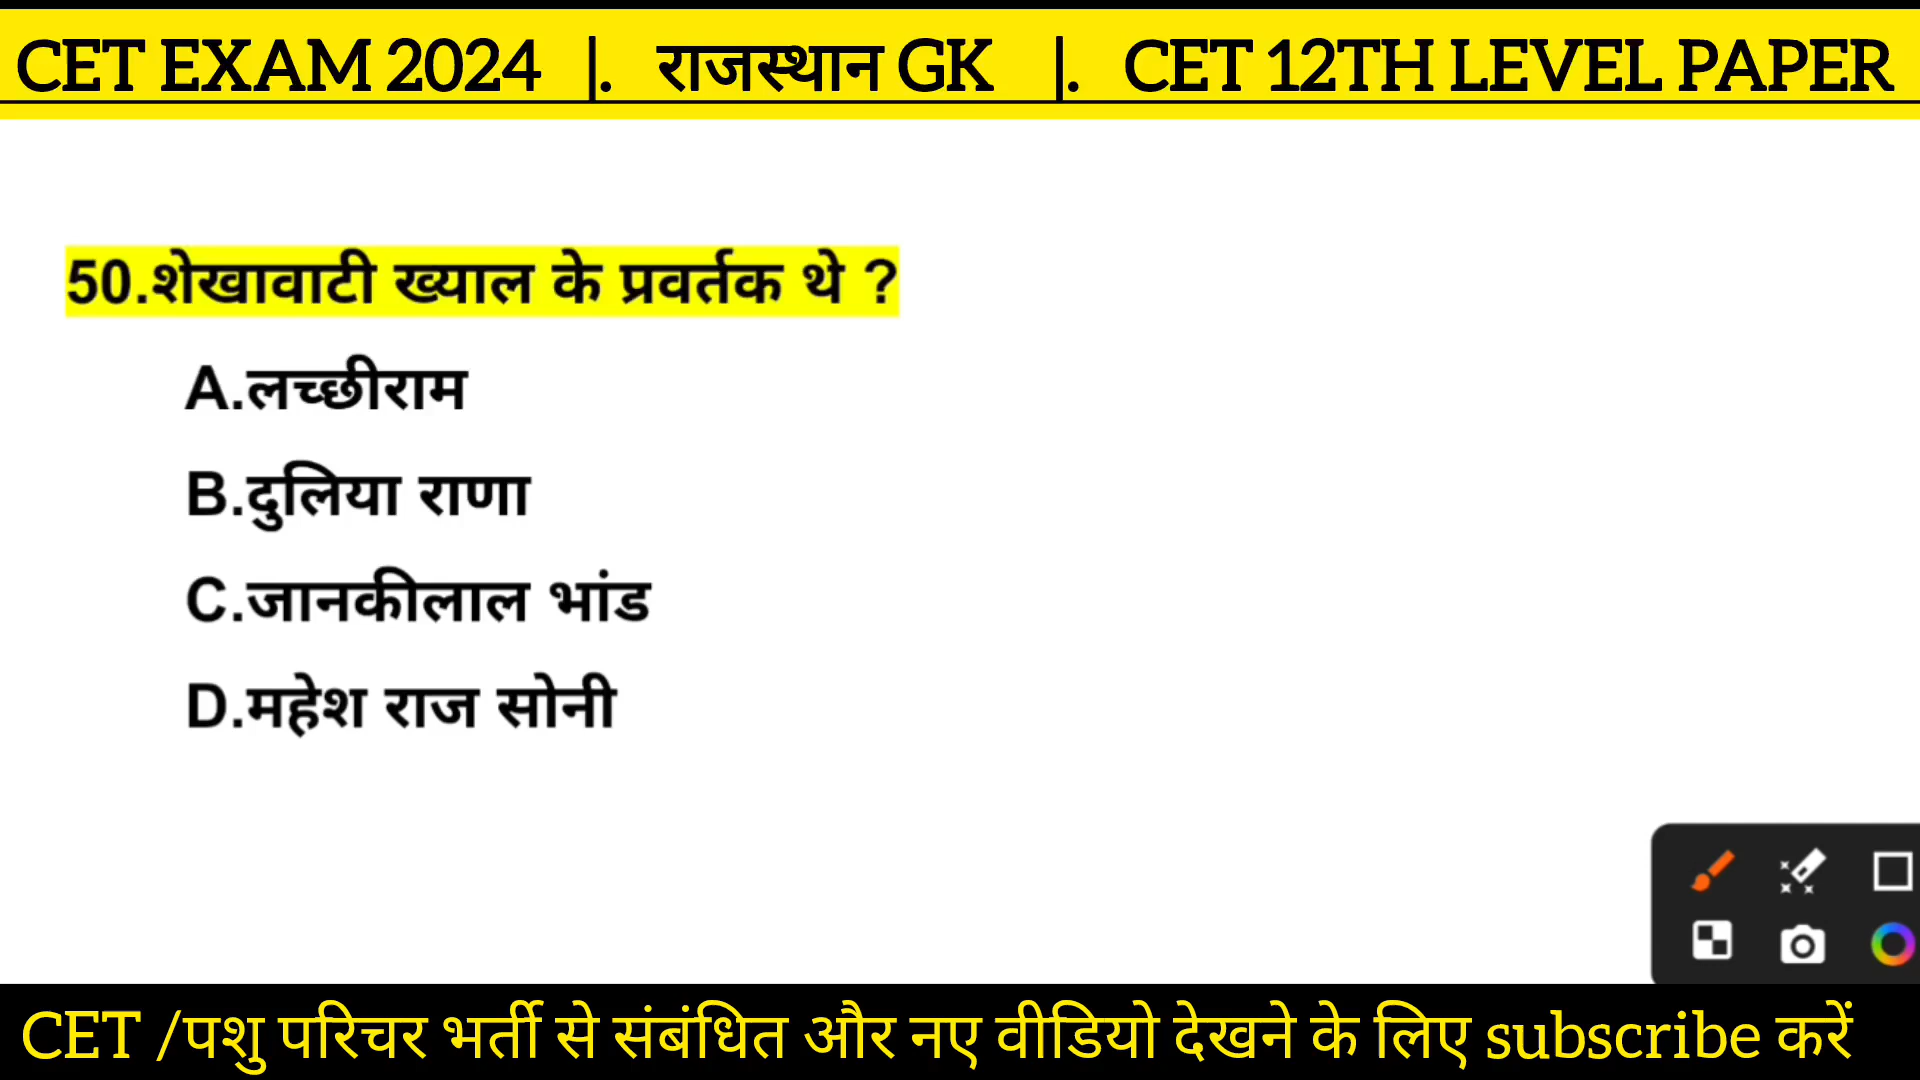 CET EXAM 2024 |. राजस्थान GK |. CET 12TH LEVEL PAPER
50.शेखावाटी ख्याल के प्रवर्तक थे ?
A.लच्छीराम
B.दुलिया राणा
C.जानकीलाल भांड
D.महेश राज सोनी
CET /पशु परिचर भर्ती से संबंधित और नए वीडियो देखने के लिए subscribe करें